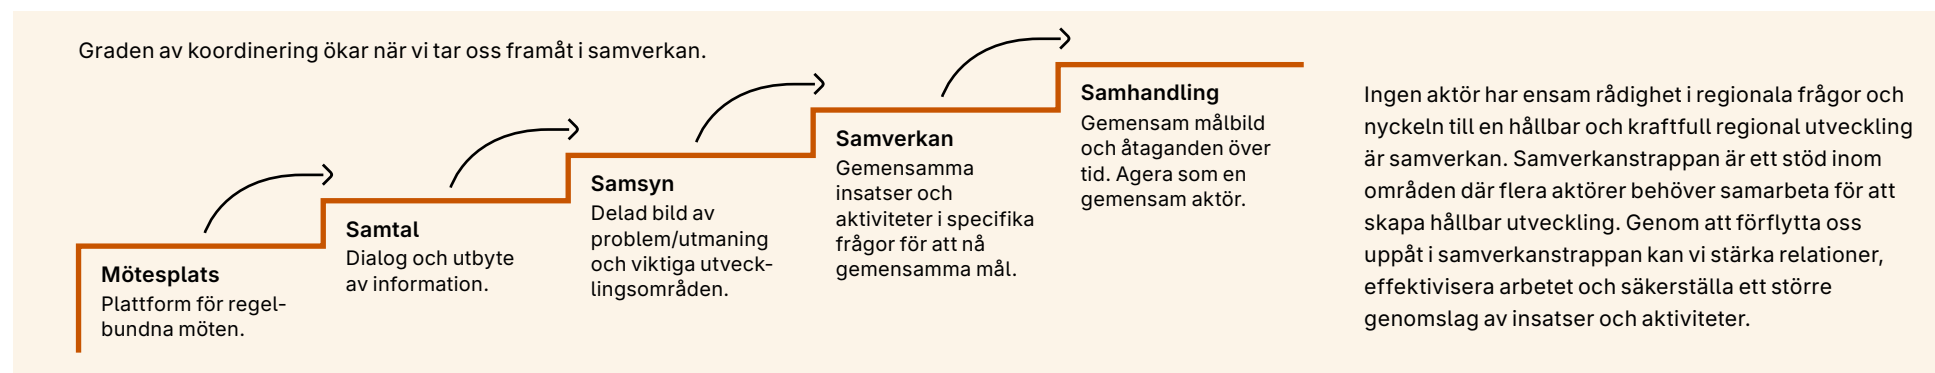 Graden av koordinering ökar när vi tar oss framåt i samverkan.
Mötesplats
Plattform för regel-
bundna möten.
Samtal
Dialog och utbyte
av information.
Samsyn
Delad bild av
problem/utmaning
och viktiga utveck-
lingsområden.
Samverkan
Gemensamma
insatser och
aktiviteter i specifika
frågor för att nå
gemensamma mål.
Samhandling
Gemensam målbild
och åtaganden över
tid. Agera som en
gemensam aktör.
Ingen aktör har ensam rådighet i regionala frågor och
nyckeln till en hållbar och kraftfull regional utveckling
är samverkan. Samverkanstrappan är ett stöd inom
områden där flera aktörer behöver samarbeta för att
skapa hållbar utveckling. Genom att förflytta oss
uppåt i samverkanstrappan kan vi stärka relationer,
effektivisera arbetet och säkerställa ett större
genomslag av insatser och aktiviteter.